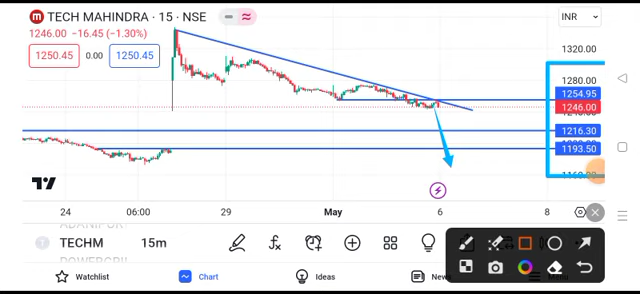 TECH MAHINDRA · 15 · NSE
INR
1246.00 −16.45 (−1.30%)
1250.45
0.00
1250.45
1320.00
1280.00
1254.95
1246.00
1216.30
1193.50
24
06:00
29
May
6
8
TECHM
15m
Watchlist
Chart
Ideas
News
Menu